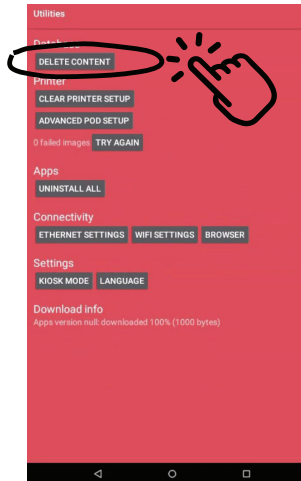 Utilities
Database
DELETE CONTENT
Printer
CLEAR PRINTER SETUP
ADVANCED POD SETUP
0 failed images TRY AGAIN
Apps
UNINSTALL ALL
Connectivity
ETHERNET SETTINGS WIFI SETTINGS BROWSER
Settings
KIOSK MODE LANGUAGE
Download info
Apps version null: downloaded 100% (1000 bytes)